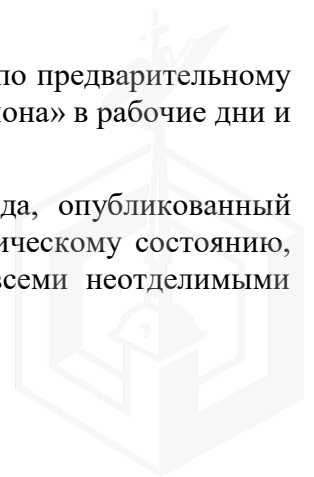 по предварительному
она» в рабочие дни и
да, опубликованный
ическому состоянию,
всеми неотделимыми